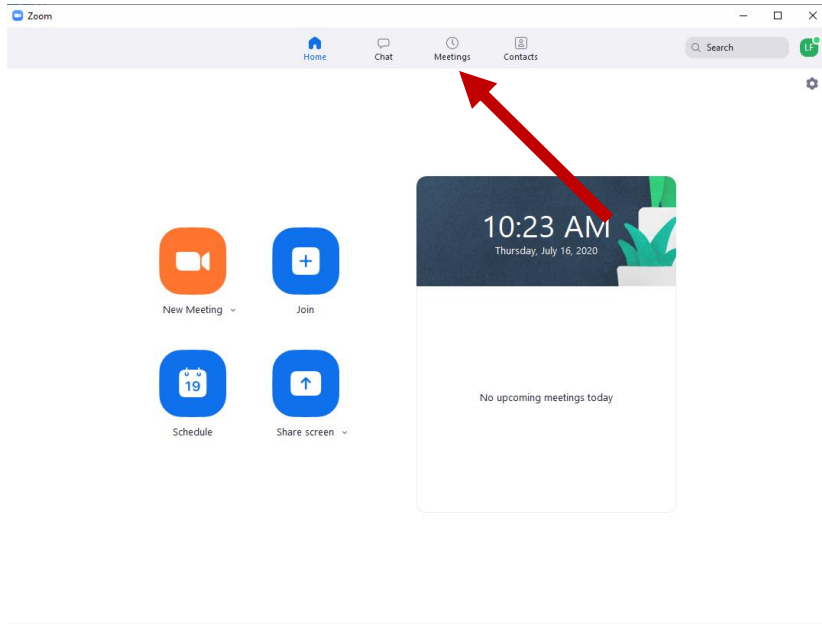 Zoom
Home
Chat
Meetings
Contacts
Search
LF
10:23 AM
Thursday, July 16, 2020
New Meeting
Join
19
Schedule
Share screen
No upcoming meetings today